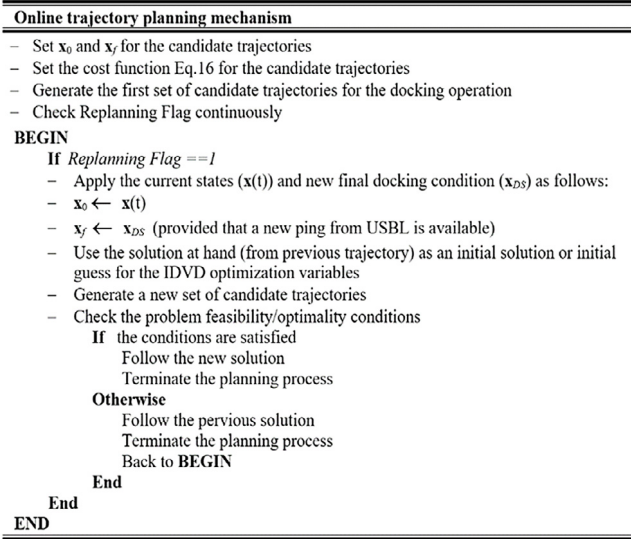 Online trajectory planning mechanism
– Set x₀ and x_f for the candidate trajectories
– Set the cost function Eq.16 for the candidate trajectories
– Generate the first set of candidate trajectories for the docking operation
– Check Replanning Flag continuously
BEGIN
If Replanning Flag ==1
– Apply the current states (x(t)) and new final docking condition (x_DS) as follows:
– x₀ ← x(t)
– x_f ← x_DS (provided that a new ping from USBL is available)
– Use the solution at hand (from previous trajectory) as an initial solution or initial
guess for the IDVD optimization variables
– Generate a new set of candidate trajectories
– Check the problem feasibility/optimality conditions
If the conditions are satisfied
Follow the new solution
Terminate the planning process
Otherwise
Follow the pervious solution
Terminate the planning process
Back to BEGIN
End
End
END